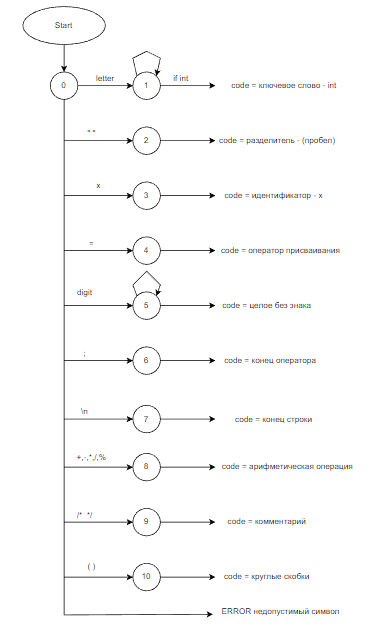 Start
0 letter 1 if int code = ключевое слово - int
" " 2 code = разделитель - (пробел)
x 3 code = идентификатор - x
= 4 code = оператор присваивания
digit 5 code = целое без знака
; 6 code = конец оператора
\n 7 code = конец строки
+,-,*,/,% 8 code = арифметическая операция
/* */ 9 code = комментарий
( ) 10 code = круглые скобки
ERROR недопустимый символ